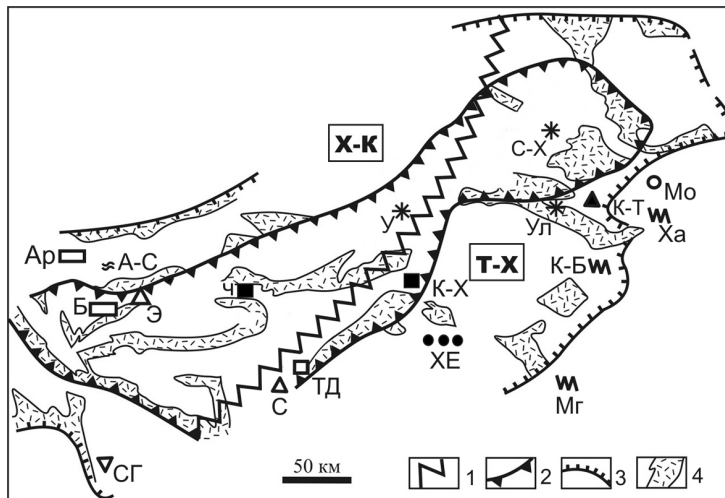 Х-К
С-Х
Мо
К-Т
У
Ул
Ха
Ар
А-С
Т-Х
К-Б
Ч
К-Х
Б
Э
ХЕ
ТД
С
Мг
СГ
50 км
1
2
3
4